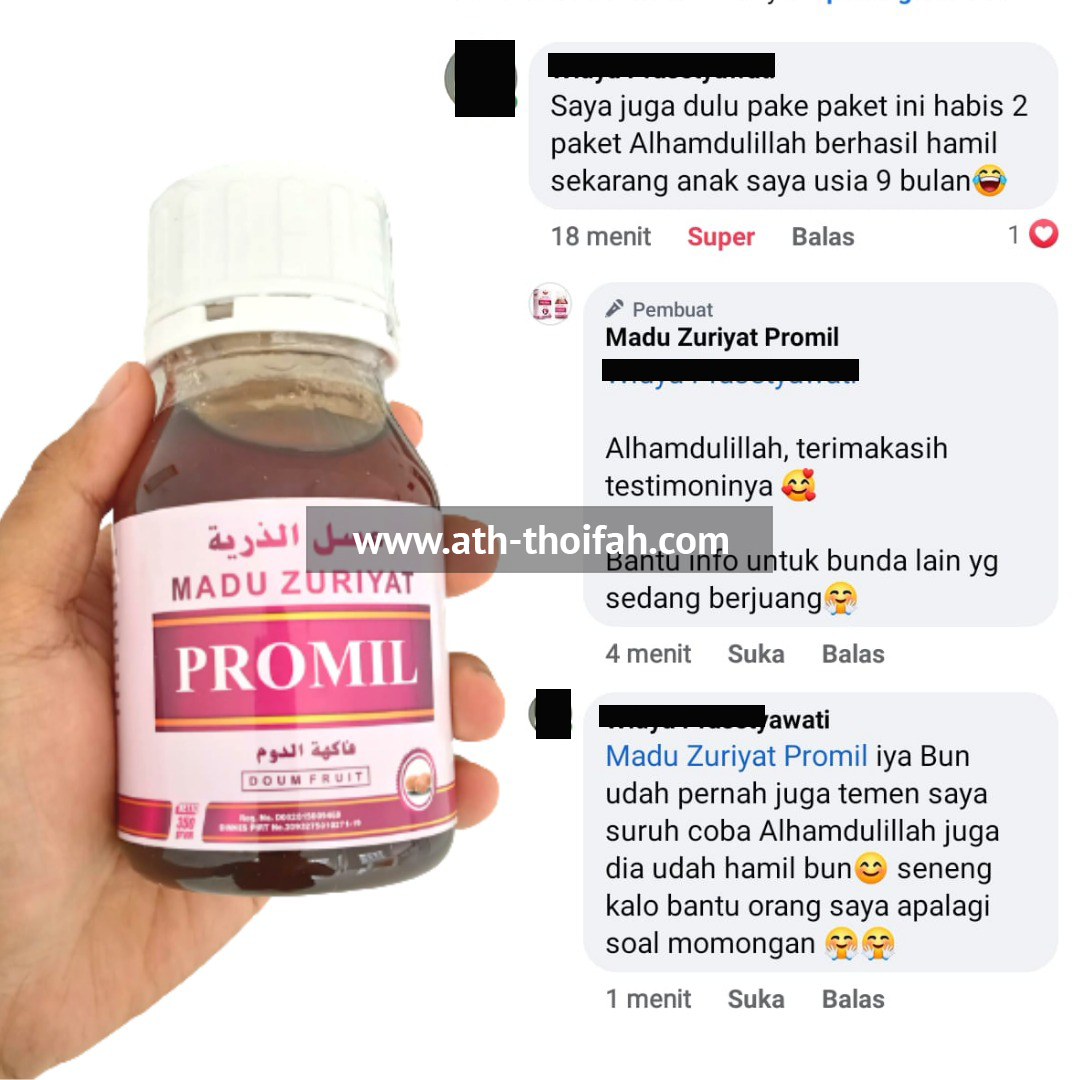 Saya juga dulu pake paket ini habis 2
paket Alhamdulillah berhasil hamil
sekarang anak saya usia 9 bulan😂
18 menit Super Balas 1
Pembuat
Madu Zuriyat Promil
Alhamdulillah, terimakasih
testimoninya 🥰
Bantu info untuk bunda lain yg
sedang berjuang🤗
4 menit Suka Balas
yawati
Madu Zuriyat Promil iya Bun
udah pernah juga temen saya
suruh coba Alhamdulillah juga
dia udah hamil bun😊 seneng
kalo bantu orang saya apalagi
soal momongan 🤗🤗
1 menit Suka Balas
www.ath-thoifah.com
عسل الذرية
MADU ZURIYAT
PROMIL
فاكهة الدوم
DOUM FRUIT
350